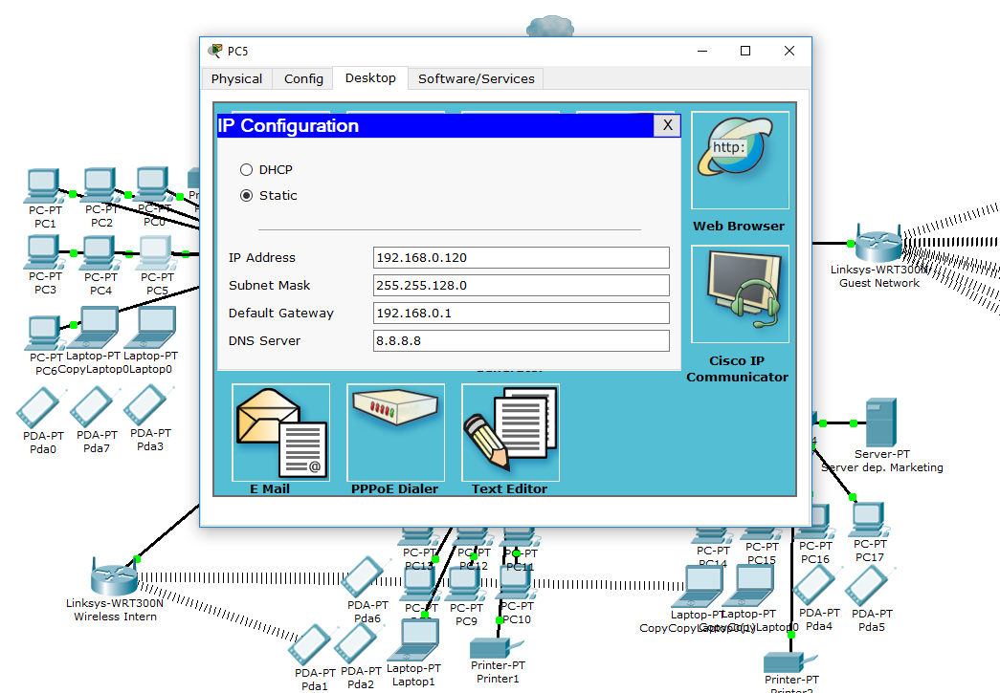 PC5
Physical
Config
Desktop
Software/Services
IP Configuration
X
DHCP
Static
IP Address
192.168.0.120
Subnet Mask
255.255.128.0
Default Gateway
192.168.0.1
DNS Server
8.8.8.8
http:
Web Browser
Cisco IP
Communicator
E Mail
PPPoE Dialer
Text Editor
PC-PT
PC1
PC-PT
PC2
PC-PT
PC0
PC-PT
PC3
PC-PT
PC4
PC-PT
PC5
PC-PT
PC6
Laptop-PT
CopyLaptop0
Laptop-PT
Laptop0
PDA-PT
Pda0
PDA-PT
Pda7
PDA-PT
Pda3
Linksys-WRT300N
Guest Network
Server-PT
Server dep. Marketing
Linksys-WRT300N
Wireless Intern
PC-PT
PC13
PC-PT
PC12
PC-PT
PC11
PC-PT
PC-PT
PC9
PC-PT
PC10
PDA-PT
Pda6
PDA-PT
Pda1
PDA-PT
Pda2
Laptop-PT
Laptop1
Printer-PT
Printer1
PC-PT
PC14
PC-PT
PC15
PC-PT
PC16
PC-PT
PC17
Laptop-PT
Laptop-PT
PDA-PT
Pda4
PDA-PT
Pda5
Printer-PT